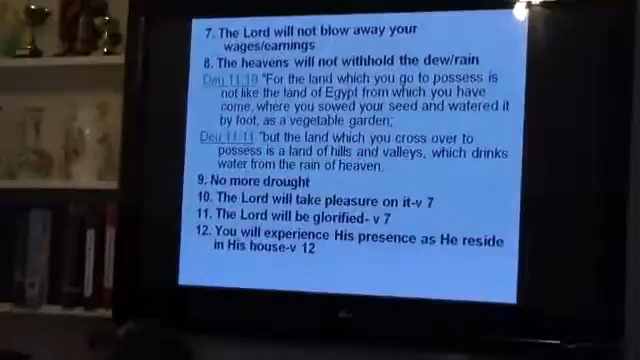 7. The Lord will not blow away your
wages/earnings
8. The heavens will not withhold the dew/rain
Deu 11:10 "For the land which you go to possess is
not like the land of Egypt from which you have
come, where you sowed your seed and watered it
by foot, as a vegetable garden;
Deu 11:11 "but the land which you cross over to
possess is a land of hills and valleys, which drinks
water from the rain of heaven,
9. No more drought
10. The Lord will take pleasure on it-v 7
11. The Lord will be glorified- v 7
12. You will experience His presence as He reside
in His house-v 12